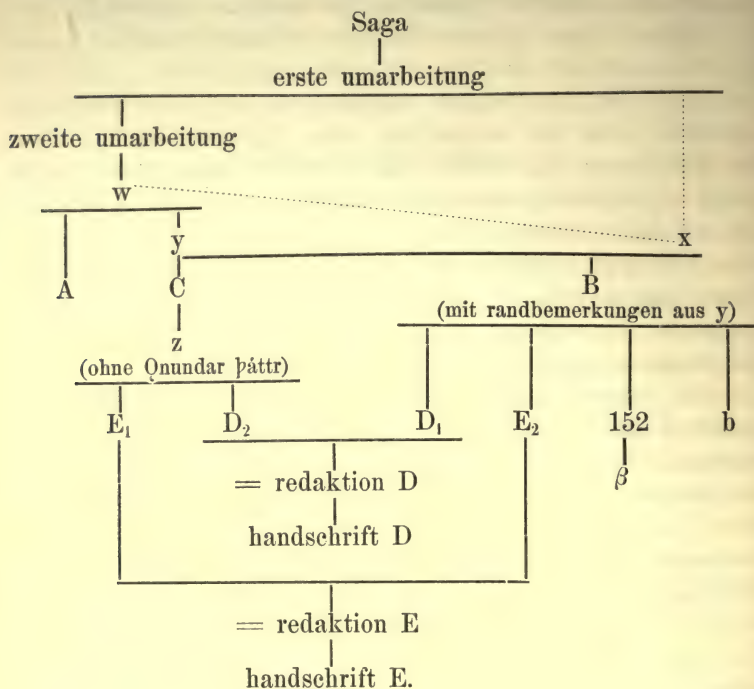 Saga
erste umarbeitung
zweite umarbeitung
w
x
y
A C B
(mit randbemerkungen aus y)
z
(ohne Ǫnundar þáttr)
E₁ D₂ D₁ E₂ 152 b
β
= redaktion D
handschrift D
= redaktion E
handschrift E.